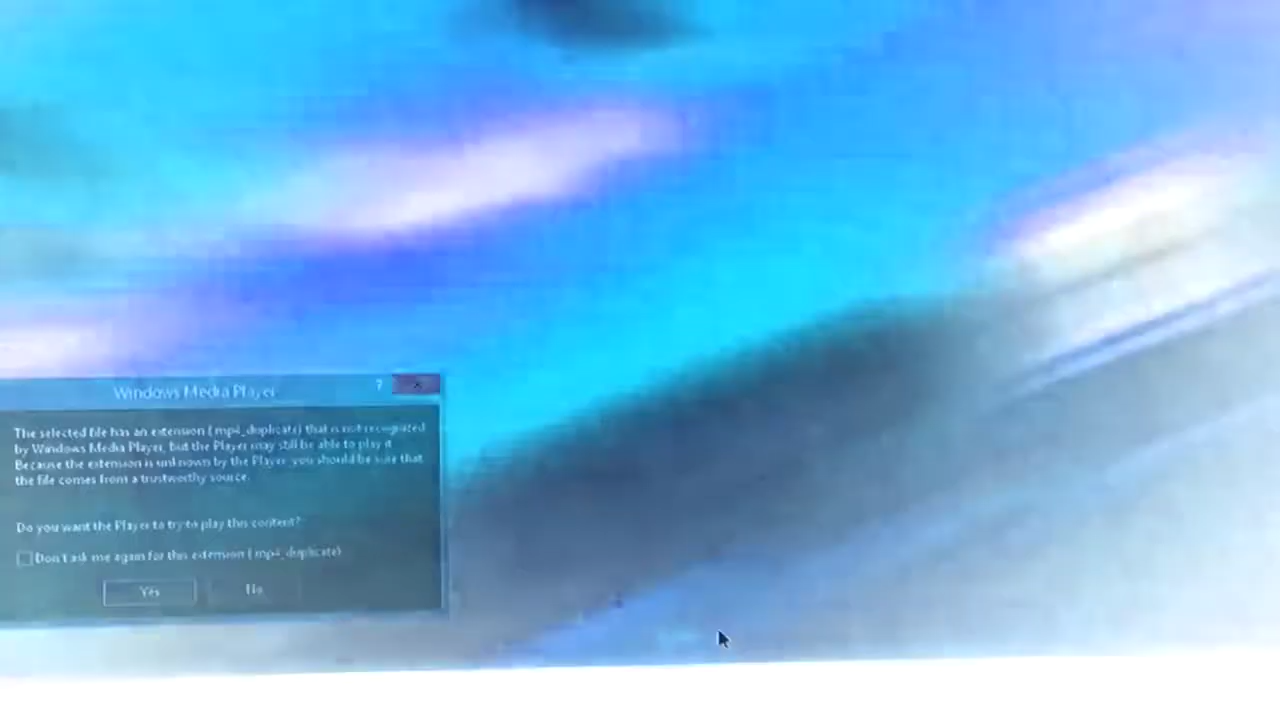 Windows Media Player ? x
The selected file has an extension (.mp4_duplicate) that is not recognized
by Windows Media Player, but the Player may still be able to play it.
Because the extension is unknown by the Player, you should be sure that
the file comes from a trustworthy source.
Do you want the Player to try to play this content?
Don't ask me again for this extension (.mp4_duplicate)
Yes No